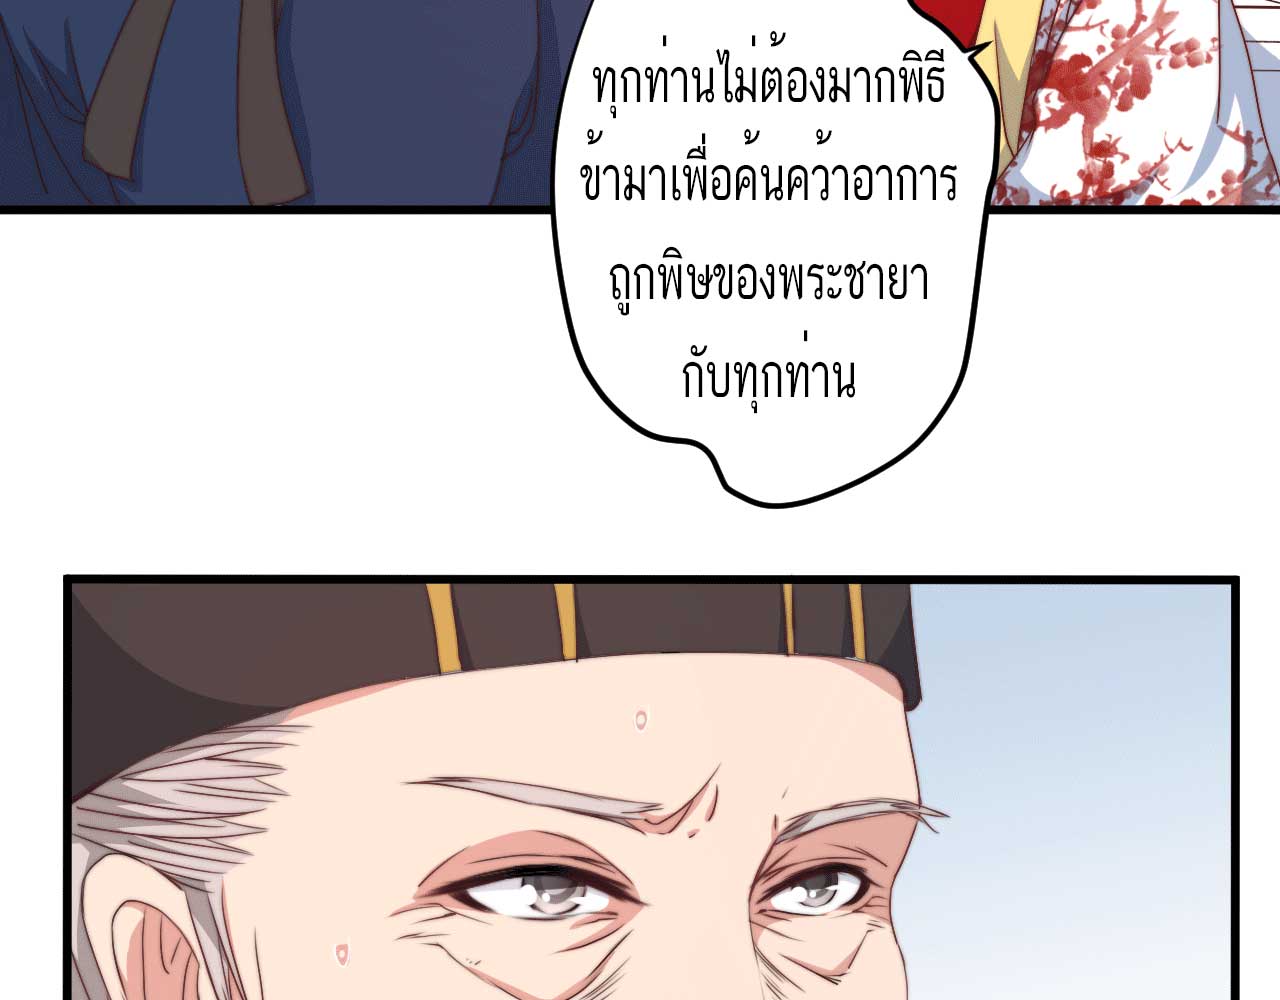 ทุกท่านไม่ต้องมากพิธี
ข้ามาเพื่อค้นคว้าอาการ
ถูกพิษของพระชายา
กับทุกท่าน